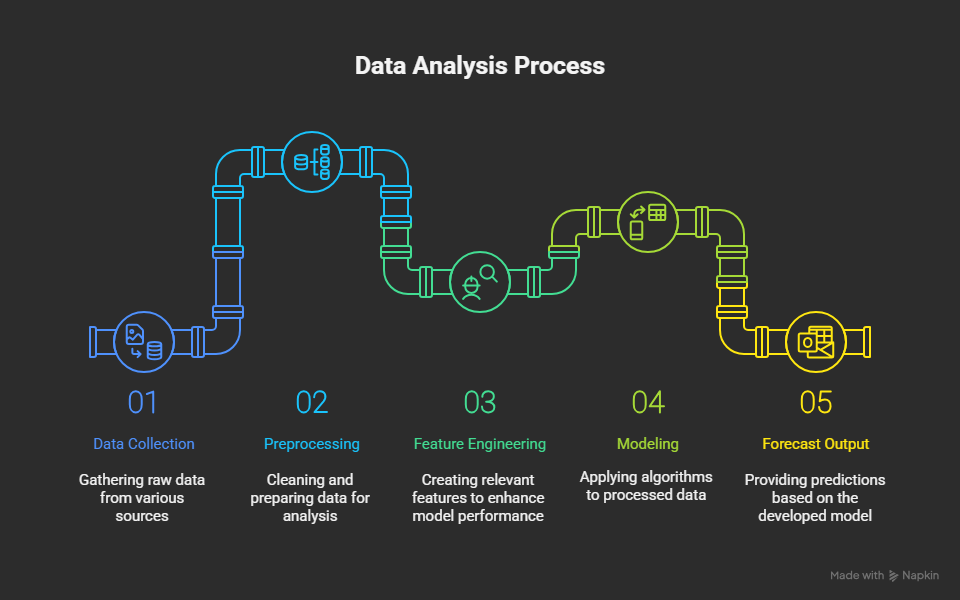 Data Analysis Process
01
Data Collection
Gathering raw data
from various
sources
02
Preprocessing
Cleaning and
preparing data for
analysis
03
Feature Engineering
Creating relevant
features to enhance
model performance
04
Modeling
Applying algorithms
to processed data
05
Forecast Output
Providing predictions
based on the
developed model
Made with Napkin